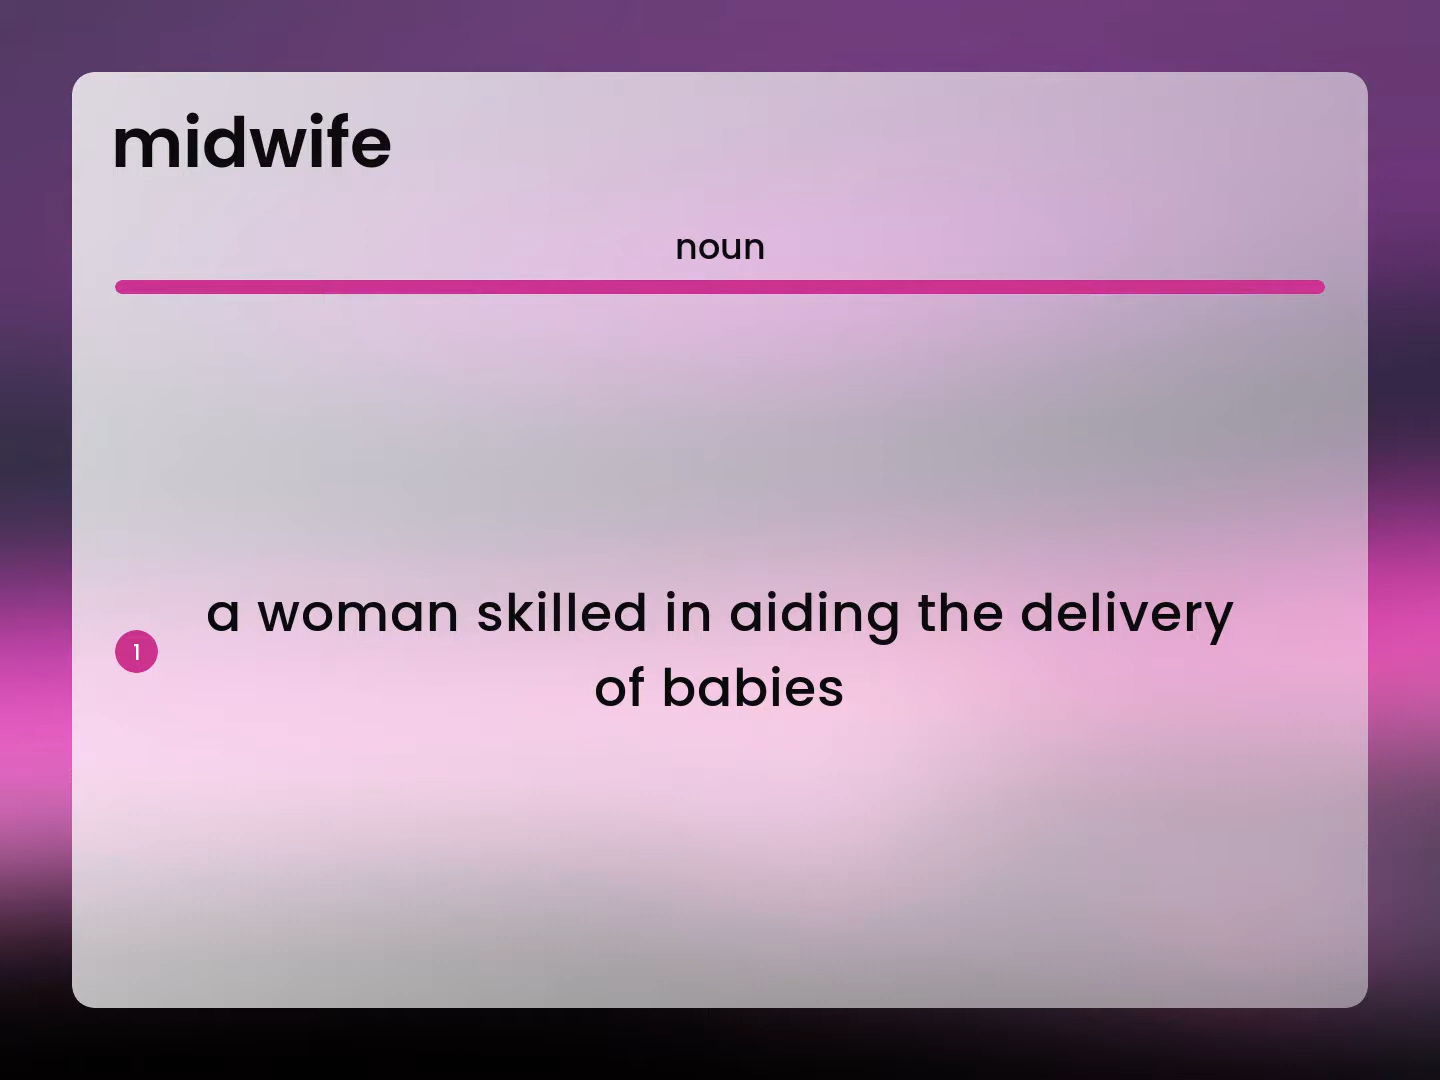 midwife
noun
1
a woman skilled in aiding the delivery
of babies